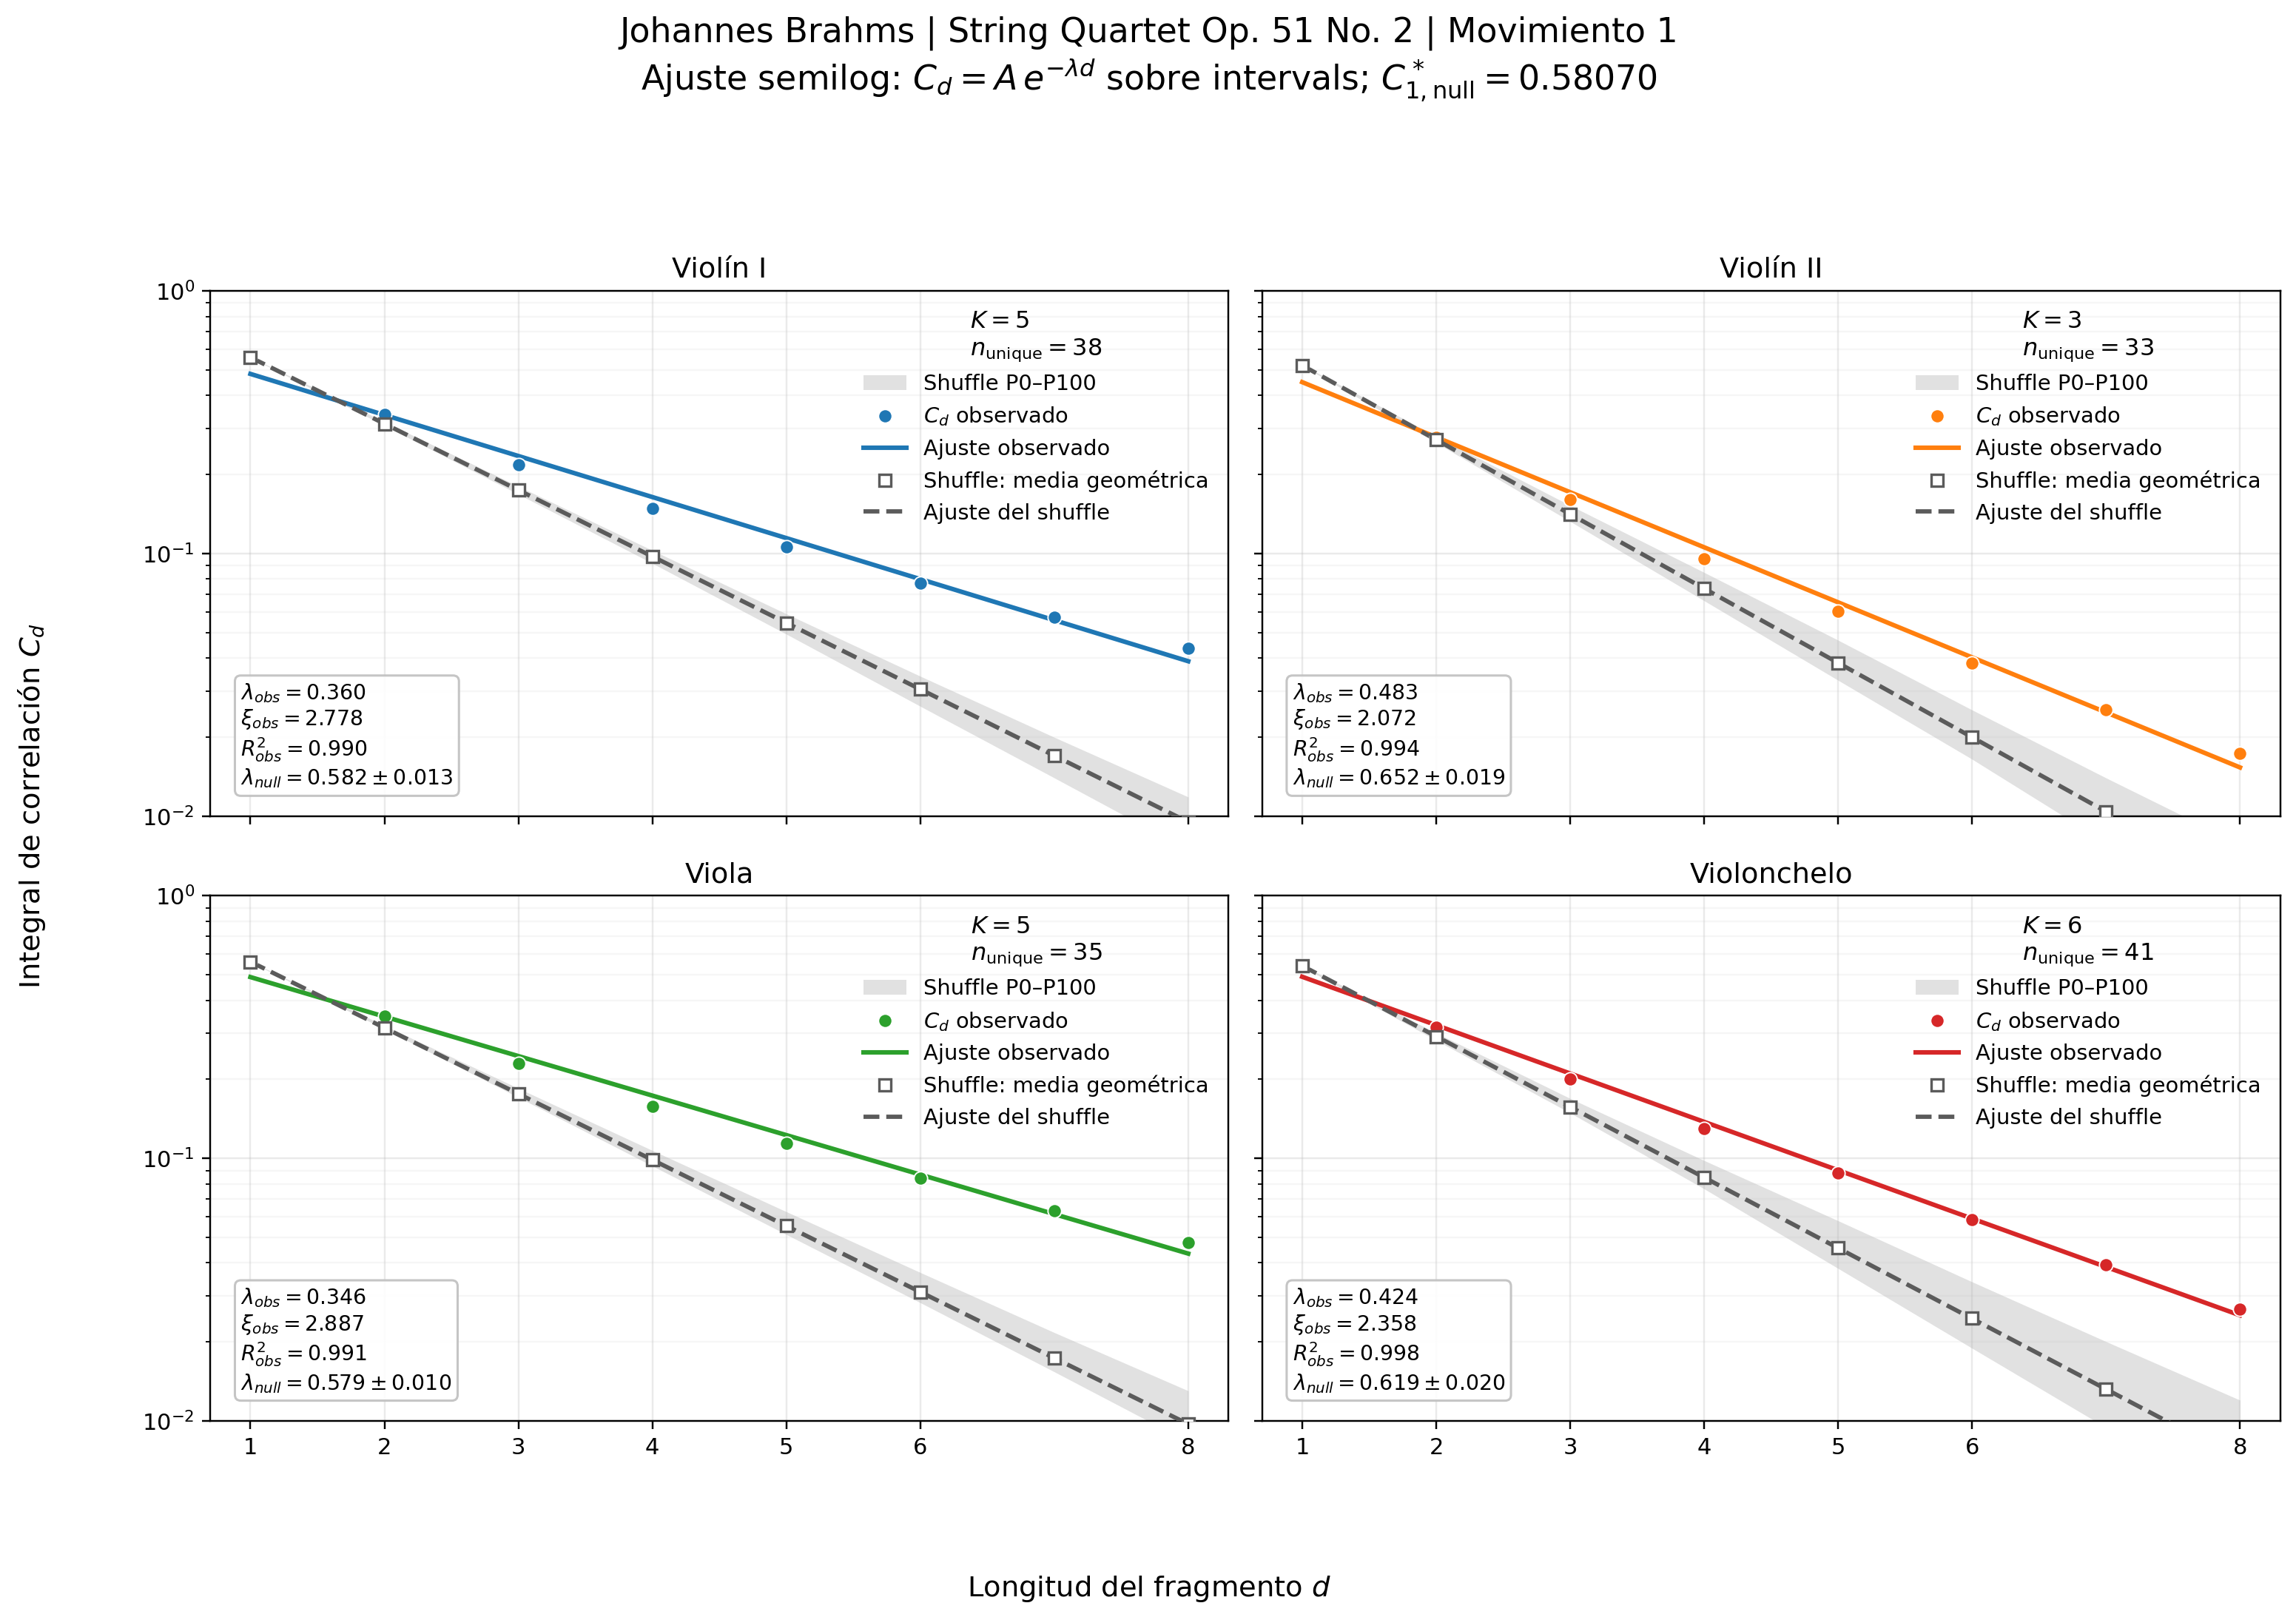 Johannes Brahms | String Quartet Op. 51 No. 2 | Movimiento 1
Ajuste semilog: $C_d = A\,e^{-\lambda d}$ sobre intervals; $C^*_{1,\mathrm{null}} = 0.58070$
Integral de correlación $C_d$
Violín I
10⁰
10⁻¹
10⁻²
K = 5
n_unique = 38
Shuffle P0–P100
C_d observado
Ajuste observado
Shuffle: media geométrica
Ajuste del shuffle
λ_obs = 0.360
ξ_obs = 2.778
R²_obs = 0.990
λ_null = 0.582 ± 0.013
Violín II
K = 3
n_unique = 33
Shuffle P0–P100
C_d observado
Ajuste observado
Shuffle: media geométrica
Ajuste del shuffle
λ_obs = 0.483
ξ_obs = 2.072
R²_obs = 0.994
λ_null = 0.652 ± 0.019
Viola
10⁰
10⁻¹
10⁻²
K = 5
n_unique = 35
Shuffle P0–P100
C_d observado
Ajuste observado
Shuffle: media geométrica
Ajuste del shuffle
λ_obs = 0.346
ξ_obs = 2.887
R²_obs = 0.991
λ_null = 0.579 ± 0.010
1 2 3 4 5 6 8
Violonchelo
K = 6
n_unique = 41
Shuffle P0–P100
C_d observado
Ajuste observado
Shuffle: media geométrica
Ajuste del shuffle
λ_obs = 0.424
ξ_obs = 2.358
R²_obs = 0.998
λ_null = 0.619 ± 0.020
1 2 3 4 5 6 8
Longitud del fragmento d